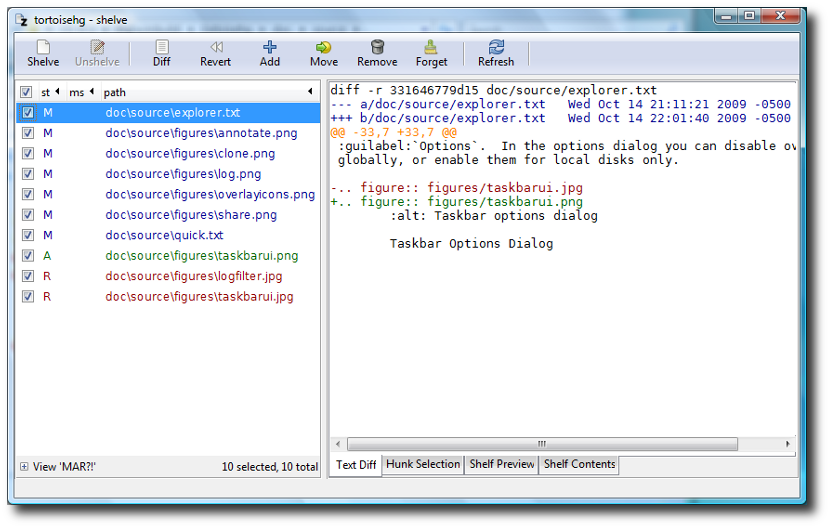 tortoisehg - shelve
Shelve Unshelve Diff Revert Add Move Remove Forget Refresh
st ms path
M doc\source\explorer.txt
M doc\source\figures\annotate.png
M doc\source\figures\clone.png
M doc\source\figures\log.png
M doc\source\figures\overlayicons.png
M doc\source\figures\share.png
M doc\source\quick.txt
A doc\source\figures\taskbarui.png
R doc\source\figures\logfilter.jpg
R doc\source\figures\taskbarui.jpg
View 'MAR?!' 10 selected, 10 total
diff -r 331646779d15 doc/source/explorer.txt
--- a/doc/source/explorer.txt Wed Oct 14 21:11:21 2009 -0500
+++ b/doc/source/explorer.txt Wed Oct 14 22:01:40 2009 -0500
@@ -33,7 +33,7 @@
:guilabel:`Options`. In the options dialog you can disable ov
globally, or enable them for local disks only.
-.. figure:: figures/taskbarui.jpg
+.. figure:: figures/taskbarui.png
:alt: Taskbar options dialog
Taskbar Options Dialog
Text Diff Hunk Selection Shelf Preview Shelf Contents